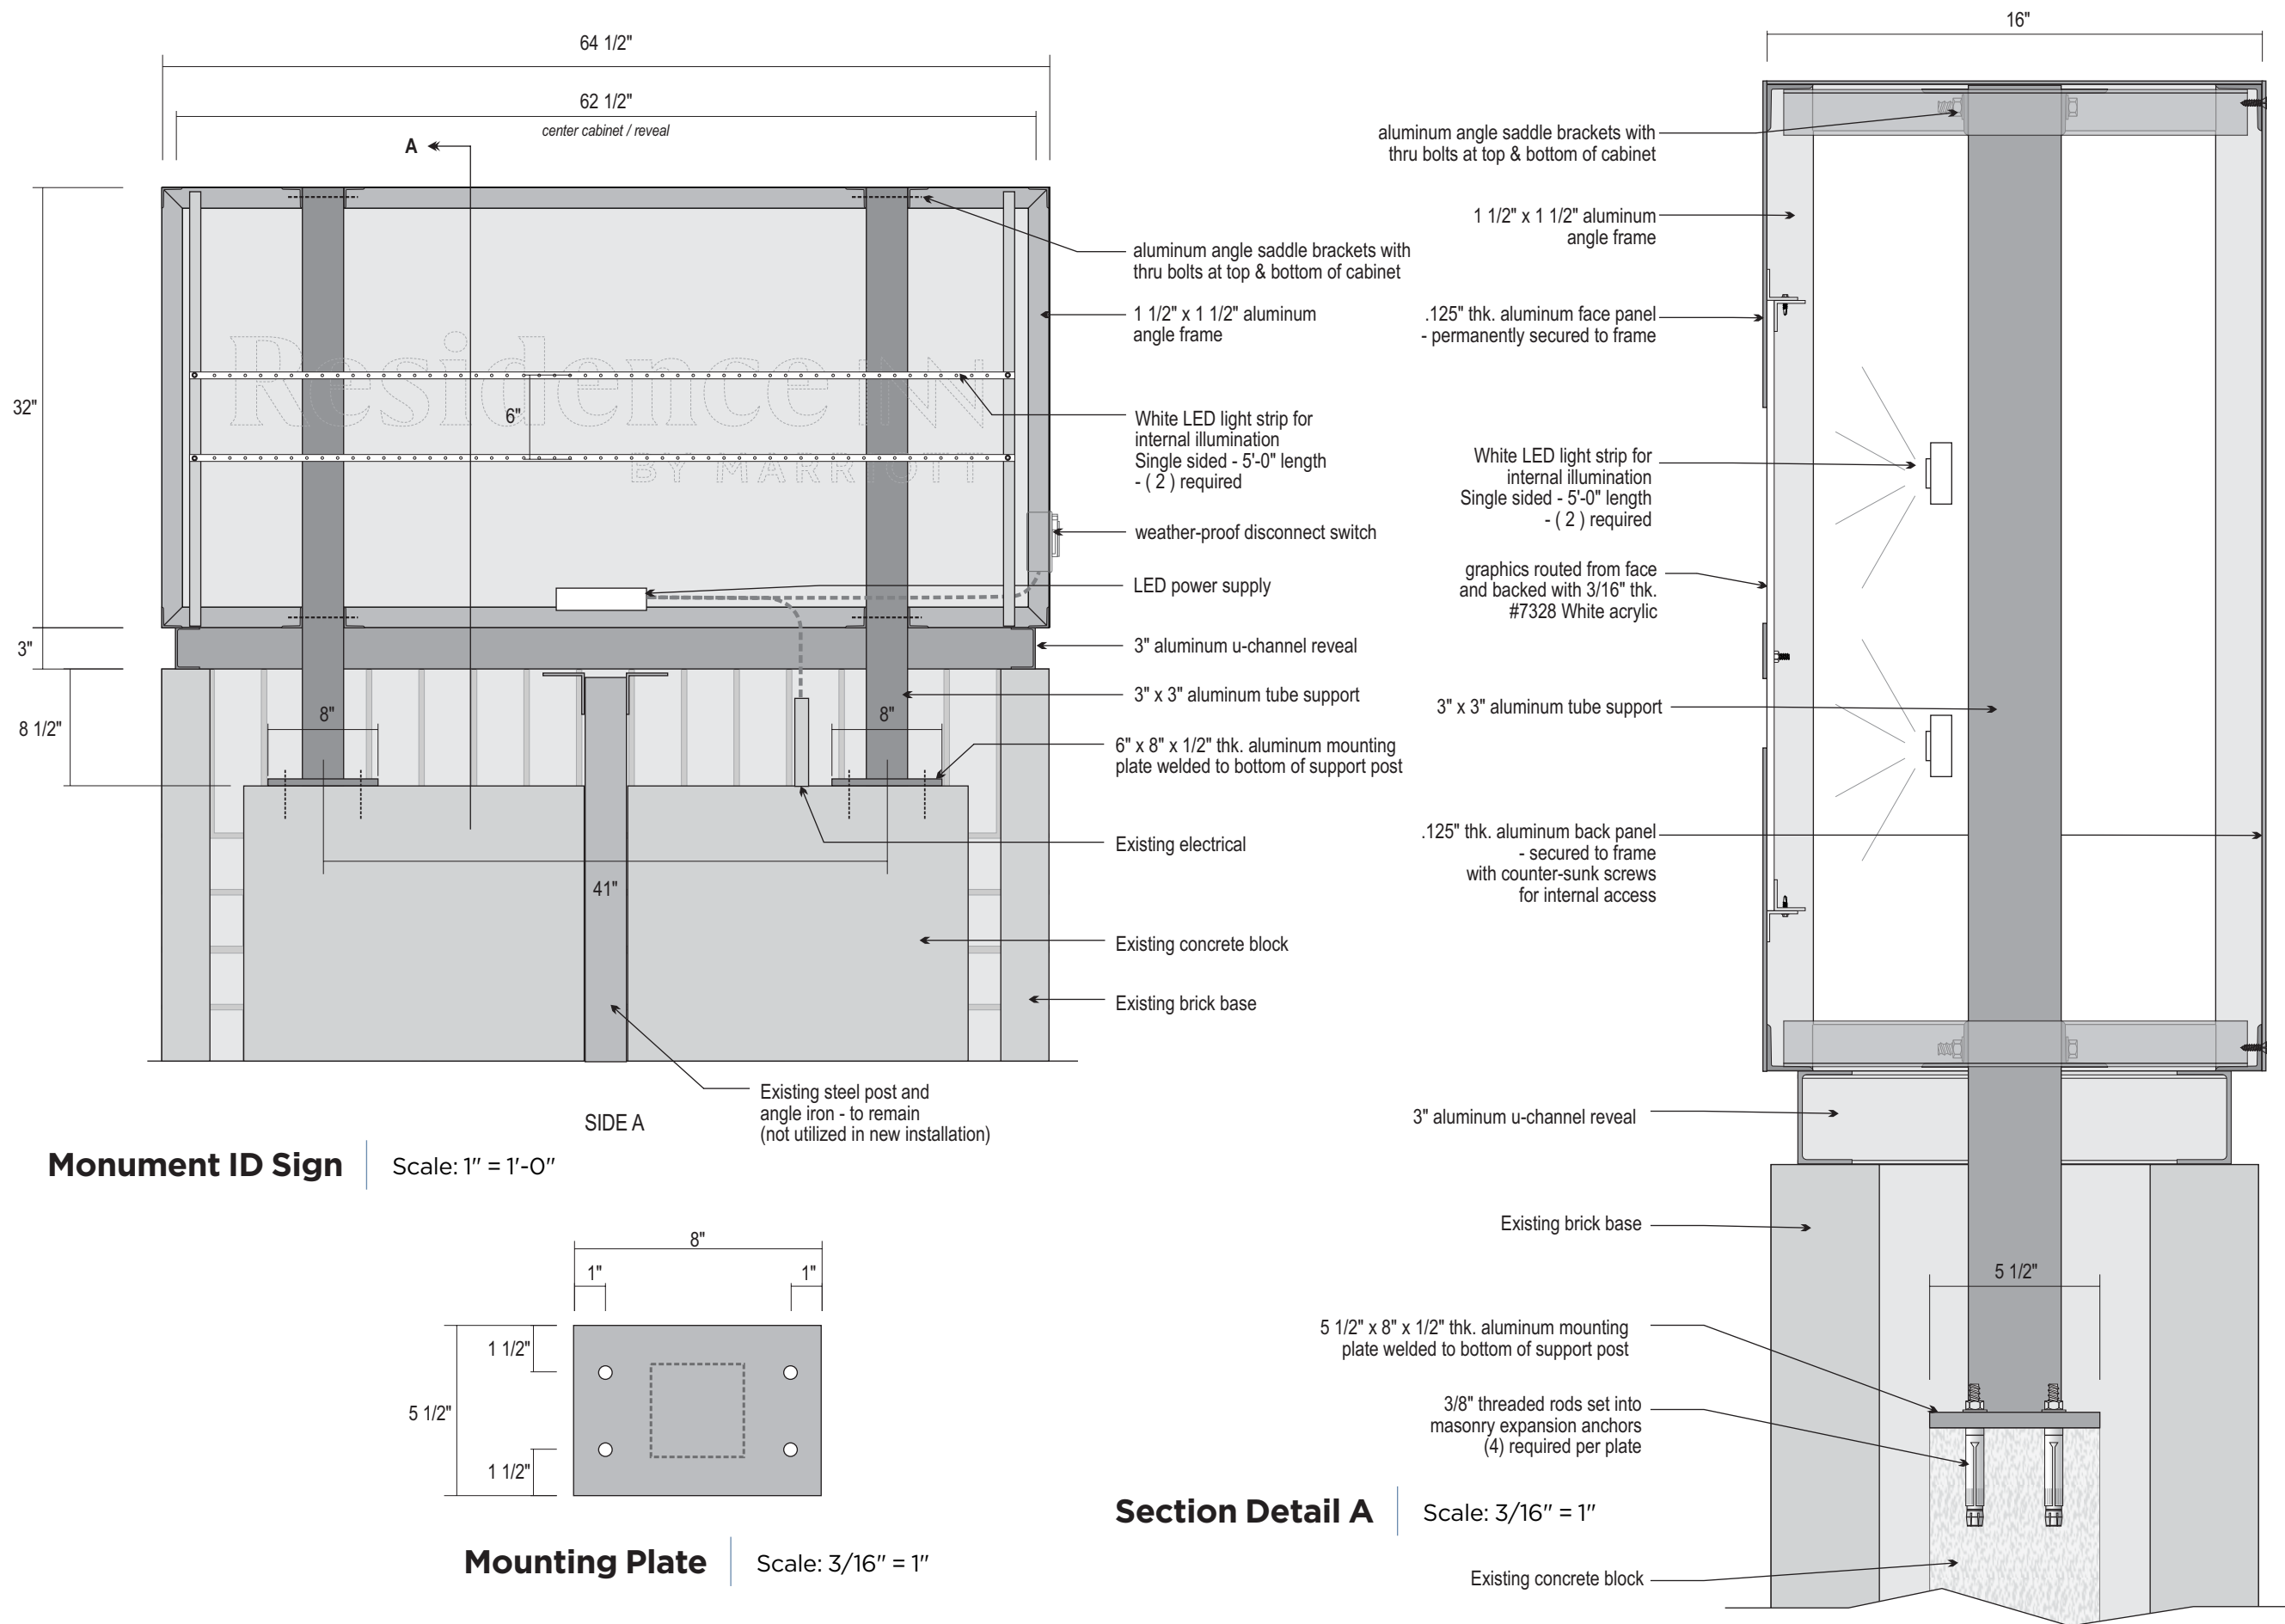 64 1/2"
62 1/2"
center cabinet / reveal
A
32"
3"
8 1/2"
6"
Residence INN
BY MARRIOTT
8"
8"
41"
aluminum angle saddle brackets with
thru bolts at top & bottom of cabinet
1 1/2" x 1 1/2" aluminum
angle frame
White LED light strip for
internal illumination
Single sided - 5'-0" length
- ( 2 ) required
weather-proof disconnect switch
LED power supply
3" aluminum u-channel reveal
3" x 3" aluminum tube support
6" x 8" x 1/2" thk. aluminum mounting
plate welded to bottom of support post
Existing electrical
Existing concrete block
Existing brick base
Existing steel post and
angle iron - to remain
(not utilized in new installation)
SIDE A
Monument ID Sign
Scale: 1" = 1'-0"
8"
1"
1"
1 1/2"
5 1/2"
1 1/2"
Mounting Plate
Scale: 3/16" = 1"
16"
aluminum angle saddle brackets with
thru bolts at top & bottom of cabinet
1 1/2" x 1 1/2" aluminum
angle frame
.125" thk. aluminum face panel
- permanently secured to frame
White LED light strip for
internal illumination
Single sided - 5'-0" length
- ( 2 ) required
graphics routed from face
and backed with 3/16" thk.
#7328 White acrylic
3" x 3" aluminum tube support
.125" thk. aluminum back panel
- secured to frame
with counter-sunk screws
for internal access
3" aluminum u-channel reveal
Existing brick base
5 1/2"
5 1/2" x 8" x 1/2" thk. aluminum mounting
plate welded to bottom of support post
3/8" threaded rods set into
masonry expansion anchors
(4) required per plate
Existing concrete block
Section Detail A
Scale: 3/16" = 1"